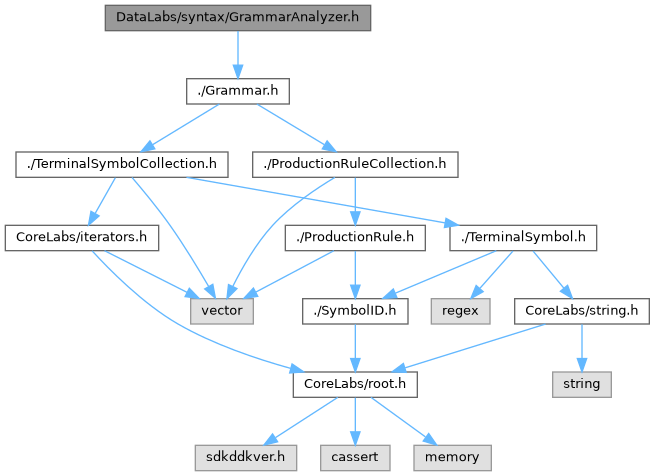 DataLabs/syntax/GrammarAnalyzer.h
./Grammar.h
./TerminalSymbolCollection.h
./ProductionRuleCollection.h
CoreLabs/iterators.h
./ProductionRule.h
./TerminalSymbol.h
vector
./SymbolID.h
regex
CoreLabs/string.h
CoreLabs/root.h
string
sdkddkver.h
cassert
memory